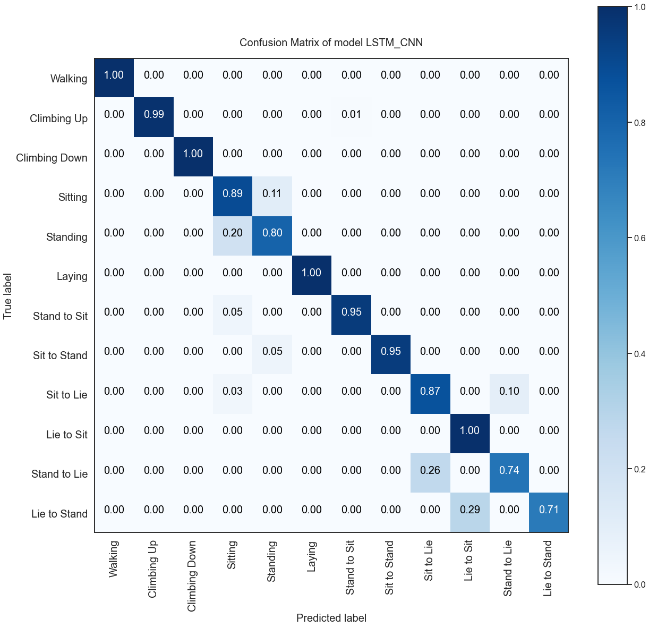 Confusion Matrix of model LSTM_CNN
1.0
0.8
0.6
0.4
0.2
0.0
True label
Walking 1.00 0.00 0.00 0.00 0.00 0.00 0.00 0.00 0.00 0.00 0.00 0.00
Climbing Up 0.00 0.99 0.00 0.00 0.00 0.00 0.01 0.00 0.00 0.00 0.00 0.00
Climbing Down 0.00 0.00 1.00 0.00 0.00 0.00 0.00 0.00 0.00 0.00 0.00 0.00
Sitting 0.00 0.00 0.00 0.89 0.11 0.00 0.00 0.00 0.00 0.00 0.00 0.00
Standing 0.00 0.00 0.00 0.20 0.80 0.00 0.00 0.00 0.00 0.00 0.00 0.00
Laying 0.00 0.00 0.00 0.00 0.00 1.00 0.00 0.00 0.00 0.00 0.00 0.00
Stand to Sit 0.00 0.00 0.00 0.05 0.00 0.00 0.95 0.00 0.00 0.00 0.00 0.00
Sit to Stand 0.00 0.00 0.00 0.00 0.05 0.00 0.00 0.95 0.00 0.00 0.00 0.00
Sit to Lie 0.00 0.00 0.00 0.03 0.00 0.00 0.00 0.00 0.87 0.00 0.10 0.00
Lie to Sit 0.00 0.00 0.00 0.00 0.00 0.00 0.00 0.00 0.00 1.00 0.00 0.00
Stand to Lie 0.00 0.00 0.00 0.00 0.00 0.00 0.00 0.00 0.26 0.00 0.74 0.00
Lie to Stand 0.00 0.00 0.00 0.00 0.00 0.00 0.00 0.00 0.00 0.29 0.00 0.71
Walking
Climbing Up
Climbing Down
Sitting
Standing
Laying
Stand to Sit
Sit to Stand
Sit to Lie
Lie to Sit
Stand to Lie
Lie to Stand
Predicted label